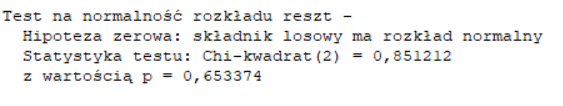 Test na normalność rozkładu reszt -
Hipoteza zerowa: składnik losowy ma rozkład normalny
Statystyka testu: Chi-kwadrat(2) = 0,851212
z wartością p = 0,653374